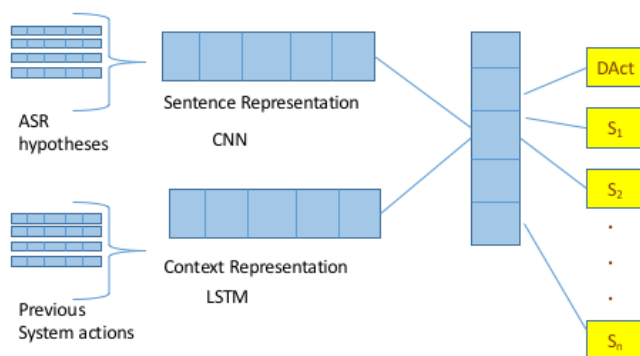 ASR
hypotheses
Sentence Representation
CNN
Previous
System actions
Context Representation
LSTM
DAct
S₁
S₂
.
.
.
.
Sₙ